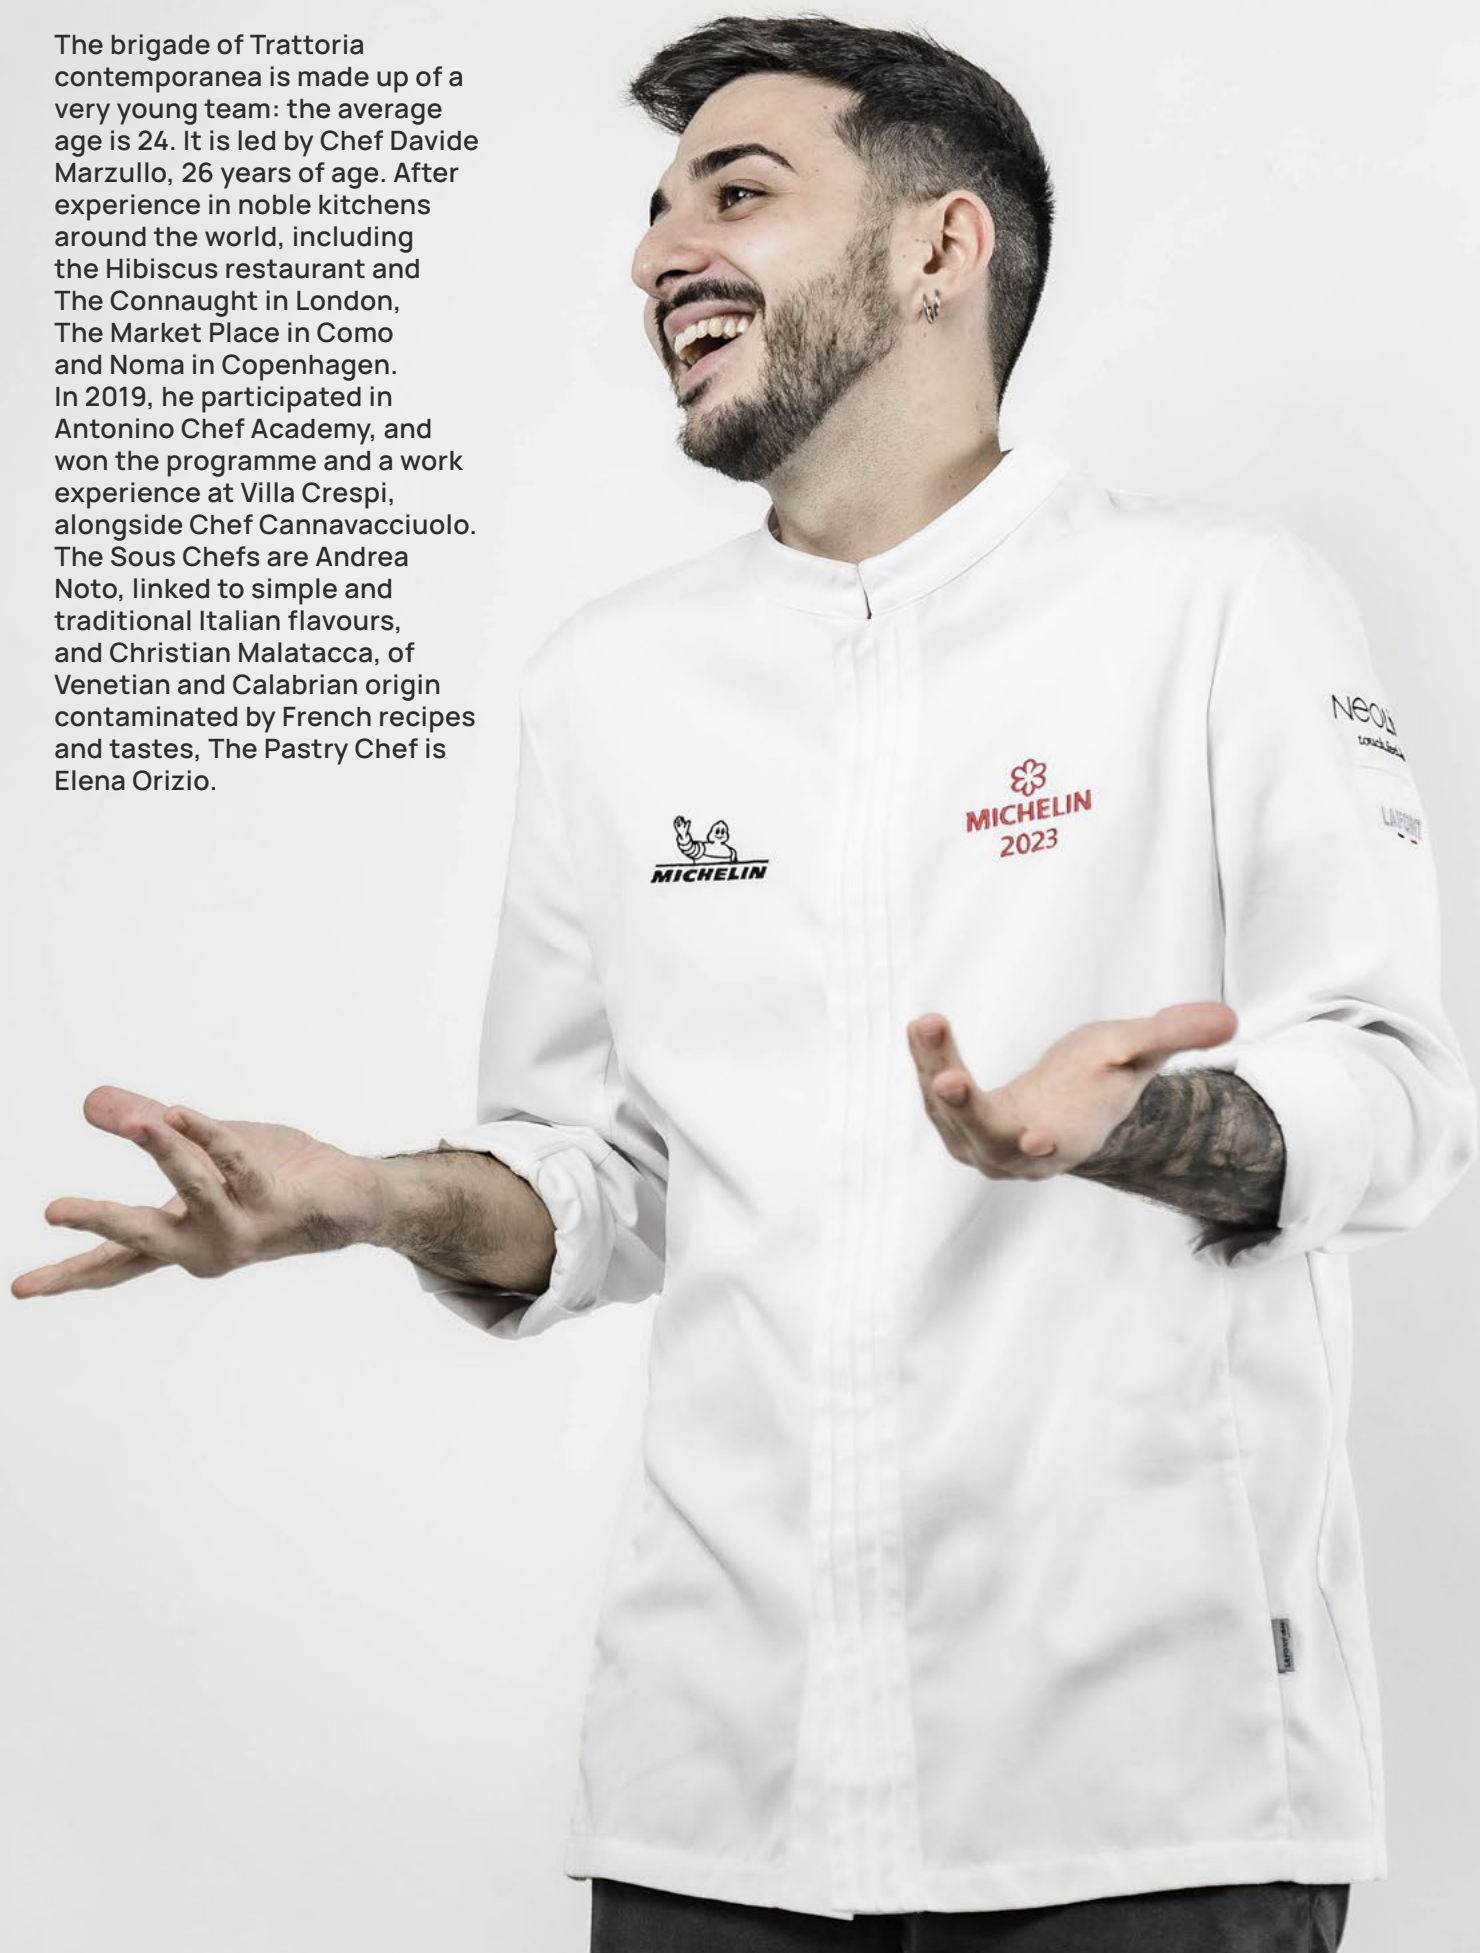 The brigade of Trattoria
contemporanea is made up of a
very young team: the average
age is 24. It is led by Chef Davide
Marzullo, 26 years of age. After
experience in noble kitchens
around the world, including
the Hibiscus restaurant and
The Connaught in London,
The Market Place in Como
and Noma in Copenhagen.
In 2019, he participated in
Antonino Chef Academy, and
won the programme and a work
experience at Villa Crespi,
alongside Chef Cannavacciuolo.
The Sous Chefs are Andrea
Noto, linked to simple and
traditional Italian flavours,
and Christian Malatacca, of
Venetian and Calabrian origin
contaminated by French recipes
and tastes, The Pastry Chef is
Elena Orizio.
MICHELIN
MICHELIN
2023
LAFONT